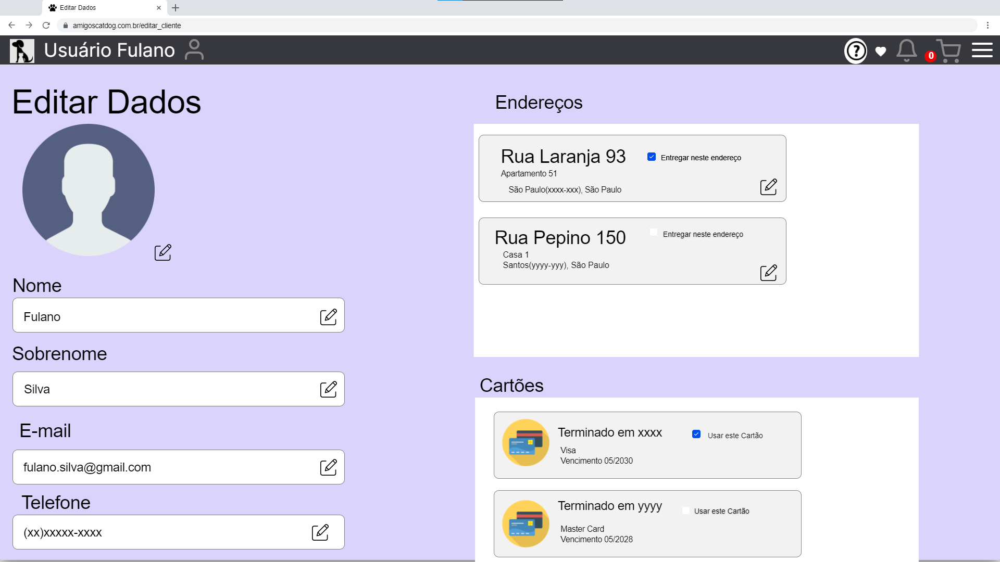 Editar Dados
amigoscatdog.com.br/editar_cliente
Usuário Fulano
?
0
Editar Dados
Nome
Fulano
Sobrenome
Silva
E-mail
fulano.silva@gmail.com
Telefone
(xx)xxxxx-xxxx
Endereços
Rua Laranja 93
Entregar neste endereço
Apartamento 51
São Paulo(xxxx-xxx), São Paulo
Rua Pepino 150
Entregar neste endereço
Casa 1
Santos(yyyy-yyy), São Paulo
Cartões
Terminado em xxxx
Usar este Cartão
Visa
Vencimento 05/2030
Terminado em yyyy
Usar este Cartão
Master Card
Vencimento 05/2028